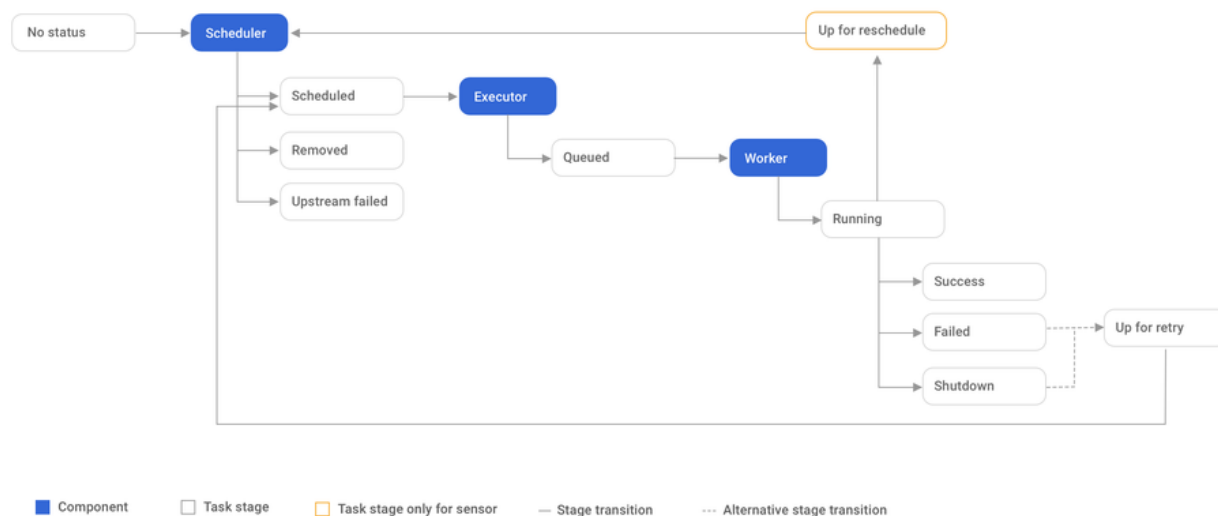 No status
Scheduler
Up for reschedule
Scheduled
Executor
Removed
Queued
Worker
Upstream failed
Running
Success
Failed
Up for retry
Shutdown
Component
Task stage
Task stage only for sensor
Stage transition
Alternative stage transition